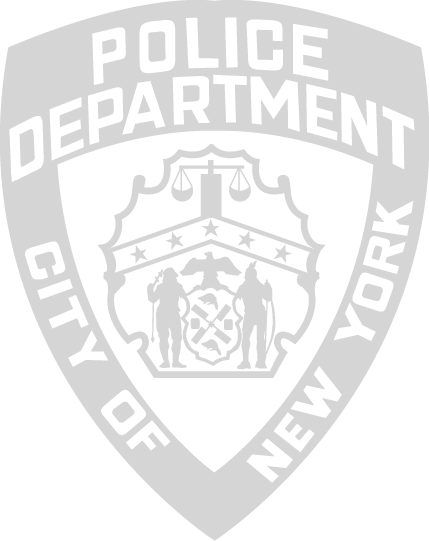 POLICE
DEPARTMENT
CITY OF
NEW YORK